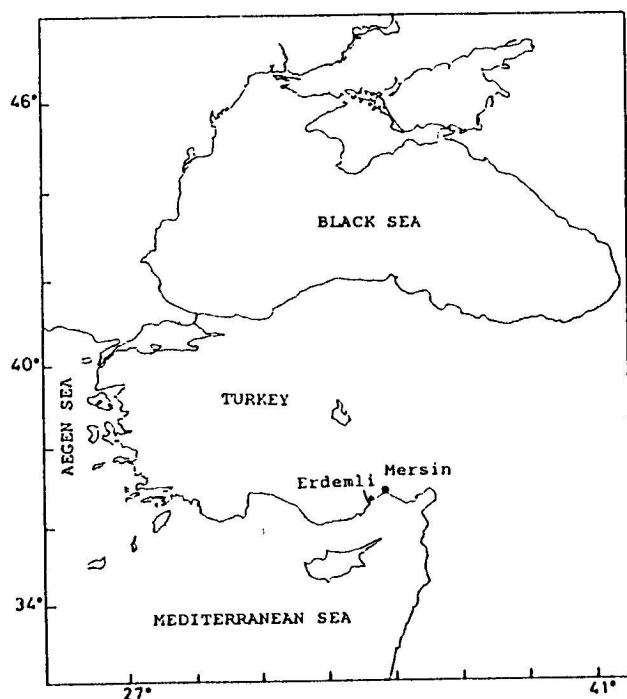 46°
BLACK SEA
40°
AEGEN SEA
TURKEY
Erdemli
Mersin
34°
MEDITERRANEAN SEA
27°
41°